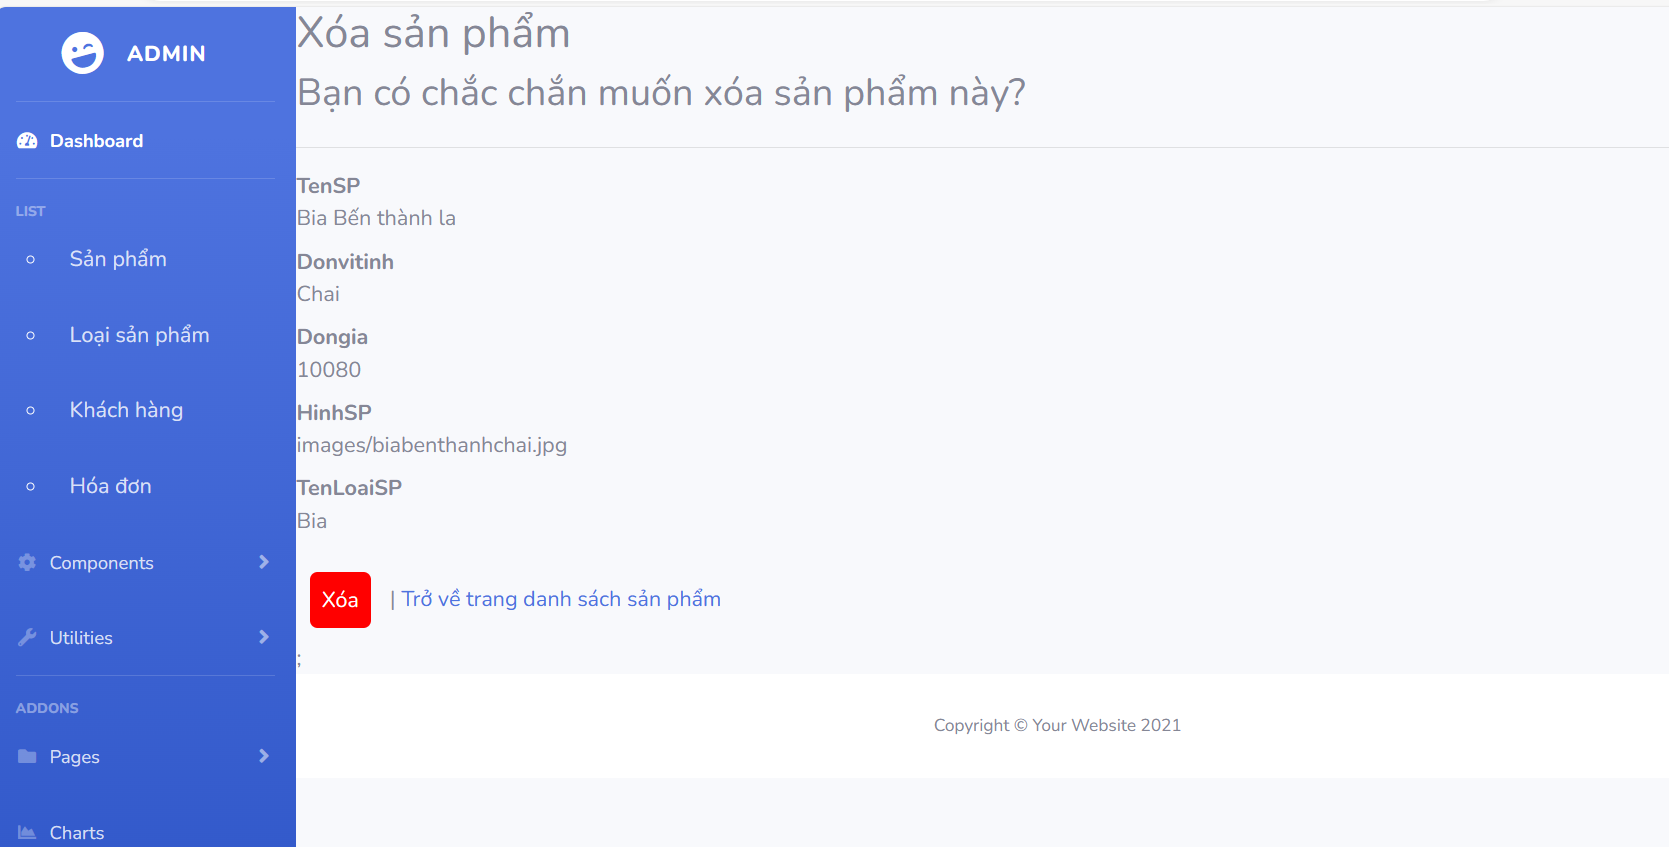 ADMIN
Dashboard
LIST
Sản phẩm
Loại sản phẩm
Khách hàng
Hóa đơn
Components
Utilities
ADDONS
Pages
Charts
Xóa sản phẩm
Bạn có chắc chắn muốn xóa sản phẩm này?
TenSP
Bia Bến thành la
Donvitinh
Chai
Dongia
10080
HinhSP
images/biabenthanhchai.jpg
TenLoaiSP
Bia
Xóa | Trở về trang danh sách sản phẩm
;
Copyright © Your Website 2021